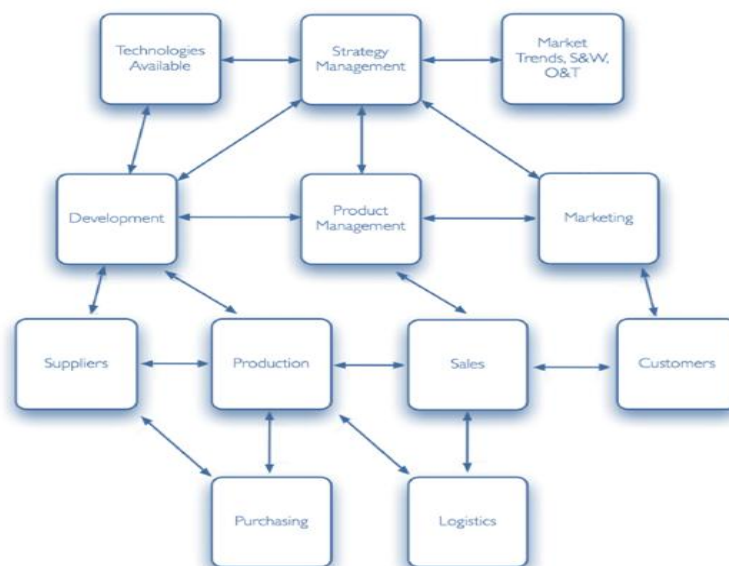 Technologies
Available
Strategy
Management
Market
Trends, S&W,
O&T
Development
Product
Management
Marketing
Suppliers
Production
Sales
Customers
Purchasing
Logistics